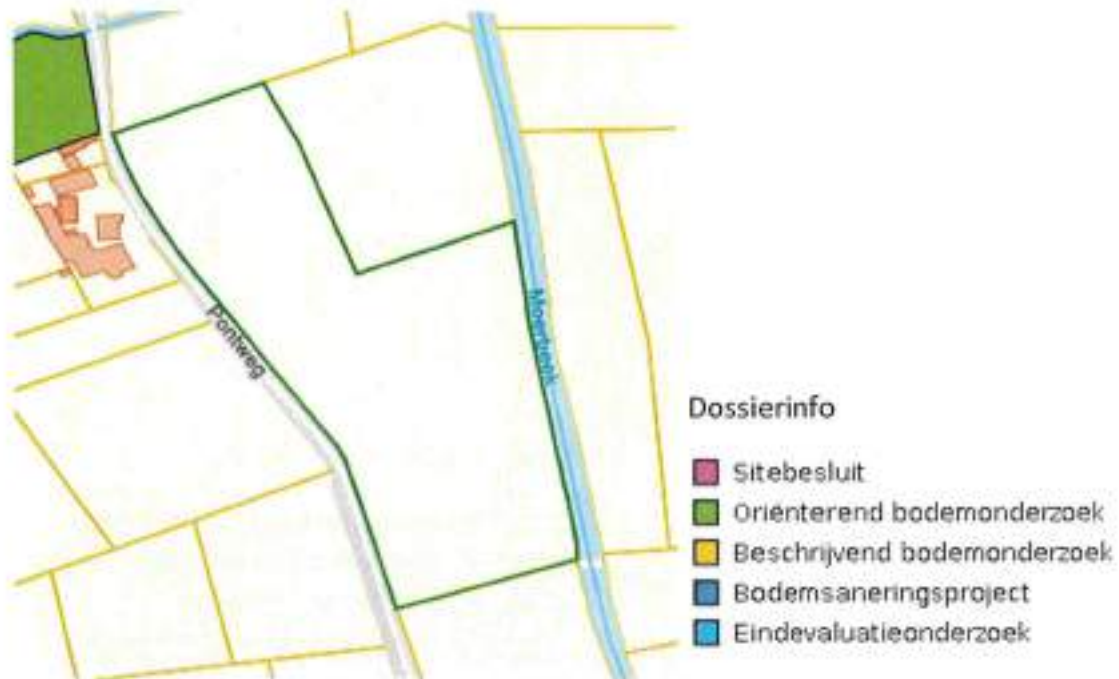 Pontweg
Moerbeek
Dossierinfo
Sitebesluit
Oriënterend bodemonderzoek
Beschrijvend bodemonderzoek
Bodemsaneringsproject
Eindevaluatieonderzoek